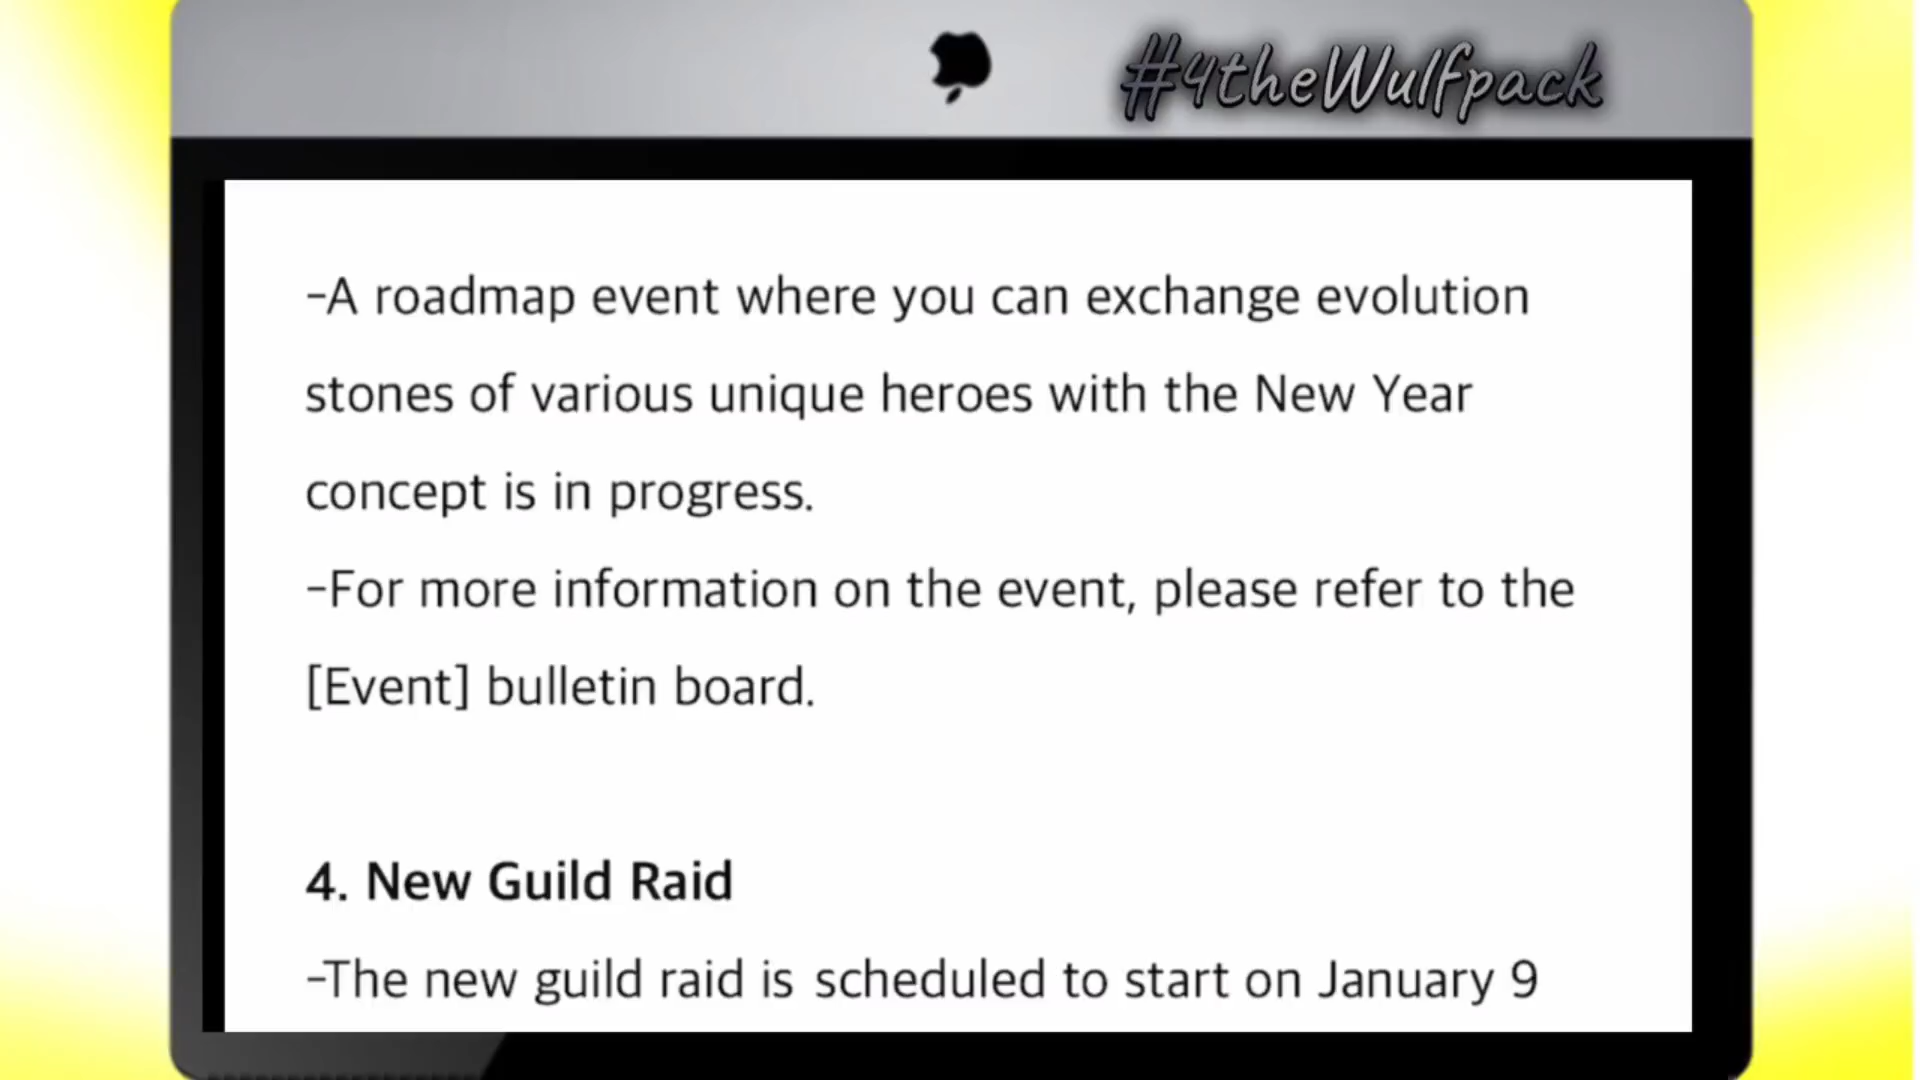 #4theWulfpack
-A roadmap event where you can exchange evolution
stones of various unique heroes with the New Year
concept is in progress.
-For more information on the event, please refer to the
[Event] bulletin board.
4. New Guild Raid
-The new guild raid is scheduled to start on January 9